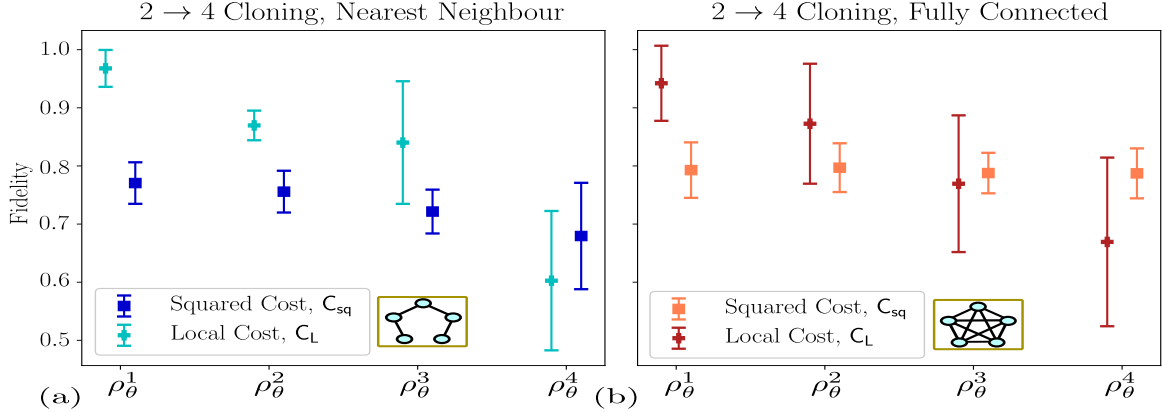 2 → 4 Cloning, Nearest Neighbour
Fidelity
1.0
0.9
0.8
0.7
0.6
0.5
Squared Cost, C_sq
Local Cost, C_L
(a)
ρ_θ^1
ρ_θ^2
ρ_θ^3
ρ_θ^4
2 → 4 Cloning, Fully Connected
Squared Cost, C_sq
Local Cost, C_L
(b)
ρ_θ^1
ρ_θ^2
ρ_θ^3
ρ_θ^4